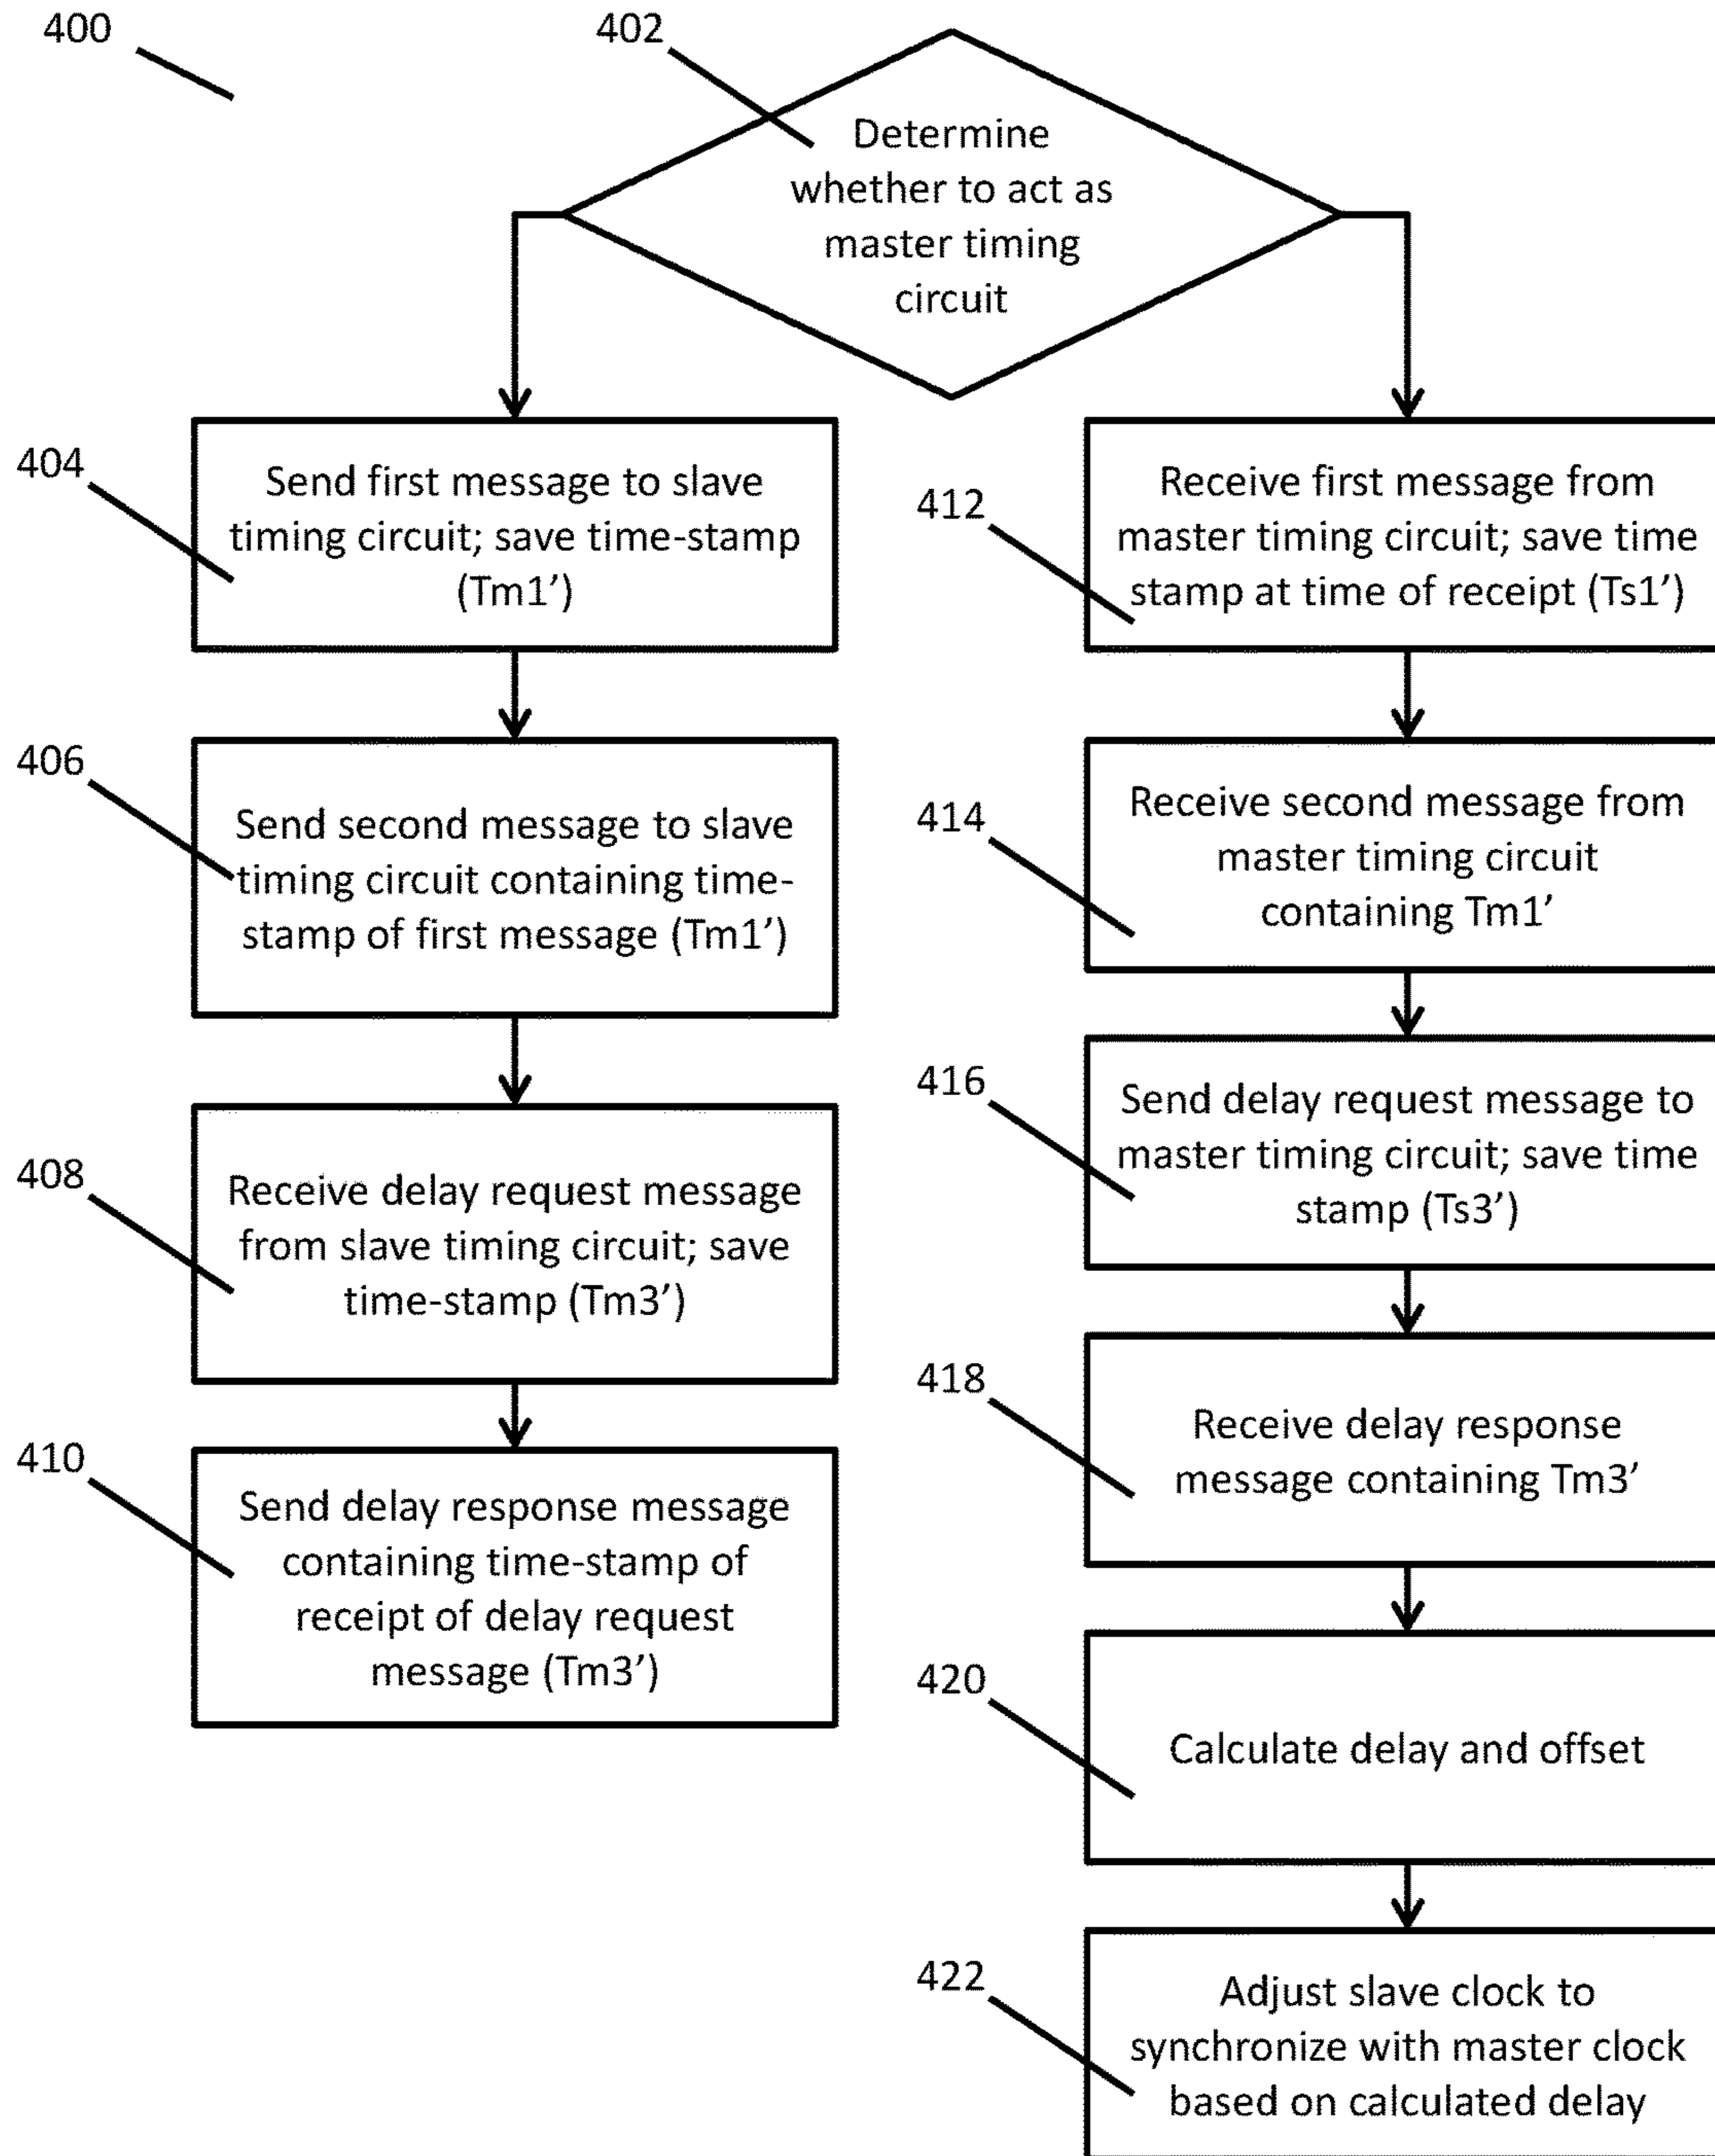 400
402
Determine
whether to act as
master timing
circuit
404
Send first message to slave
timing circuit; save time-stamp
(Tm1’)
412
Receive first message from
master timing circuit; save time
stamp at time of receipt (Ts1’)
406
Send second message to slave
timing circuit containing time-
stamp of first message (Tm1’)
414
Receive second message from
master timing circuit
containing Tm1’
416
Send delay request message to
master timing circuit; save time
stamp (Ts3’)
408
Receive delay request message
from slave timing circuit; save
time-stamp (Tm3’)
418
Receive delay response
message containing Tm3’
410
Send delay response message
containing time-stamp of
receipt of delay request
message (Tm3’)
420
Calculate delay and offset
422
Adjust slave clock to
synchronize with master clock
based on calculated delay